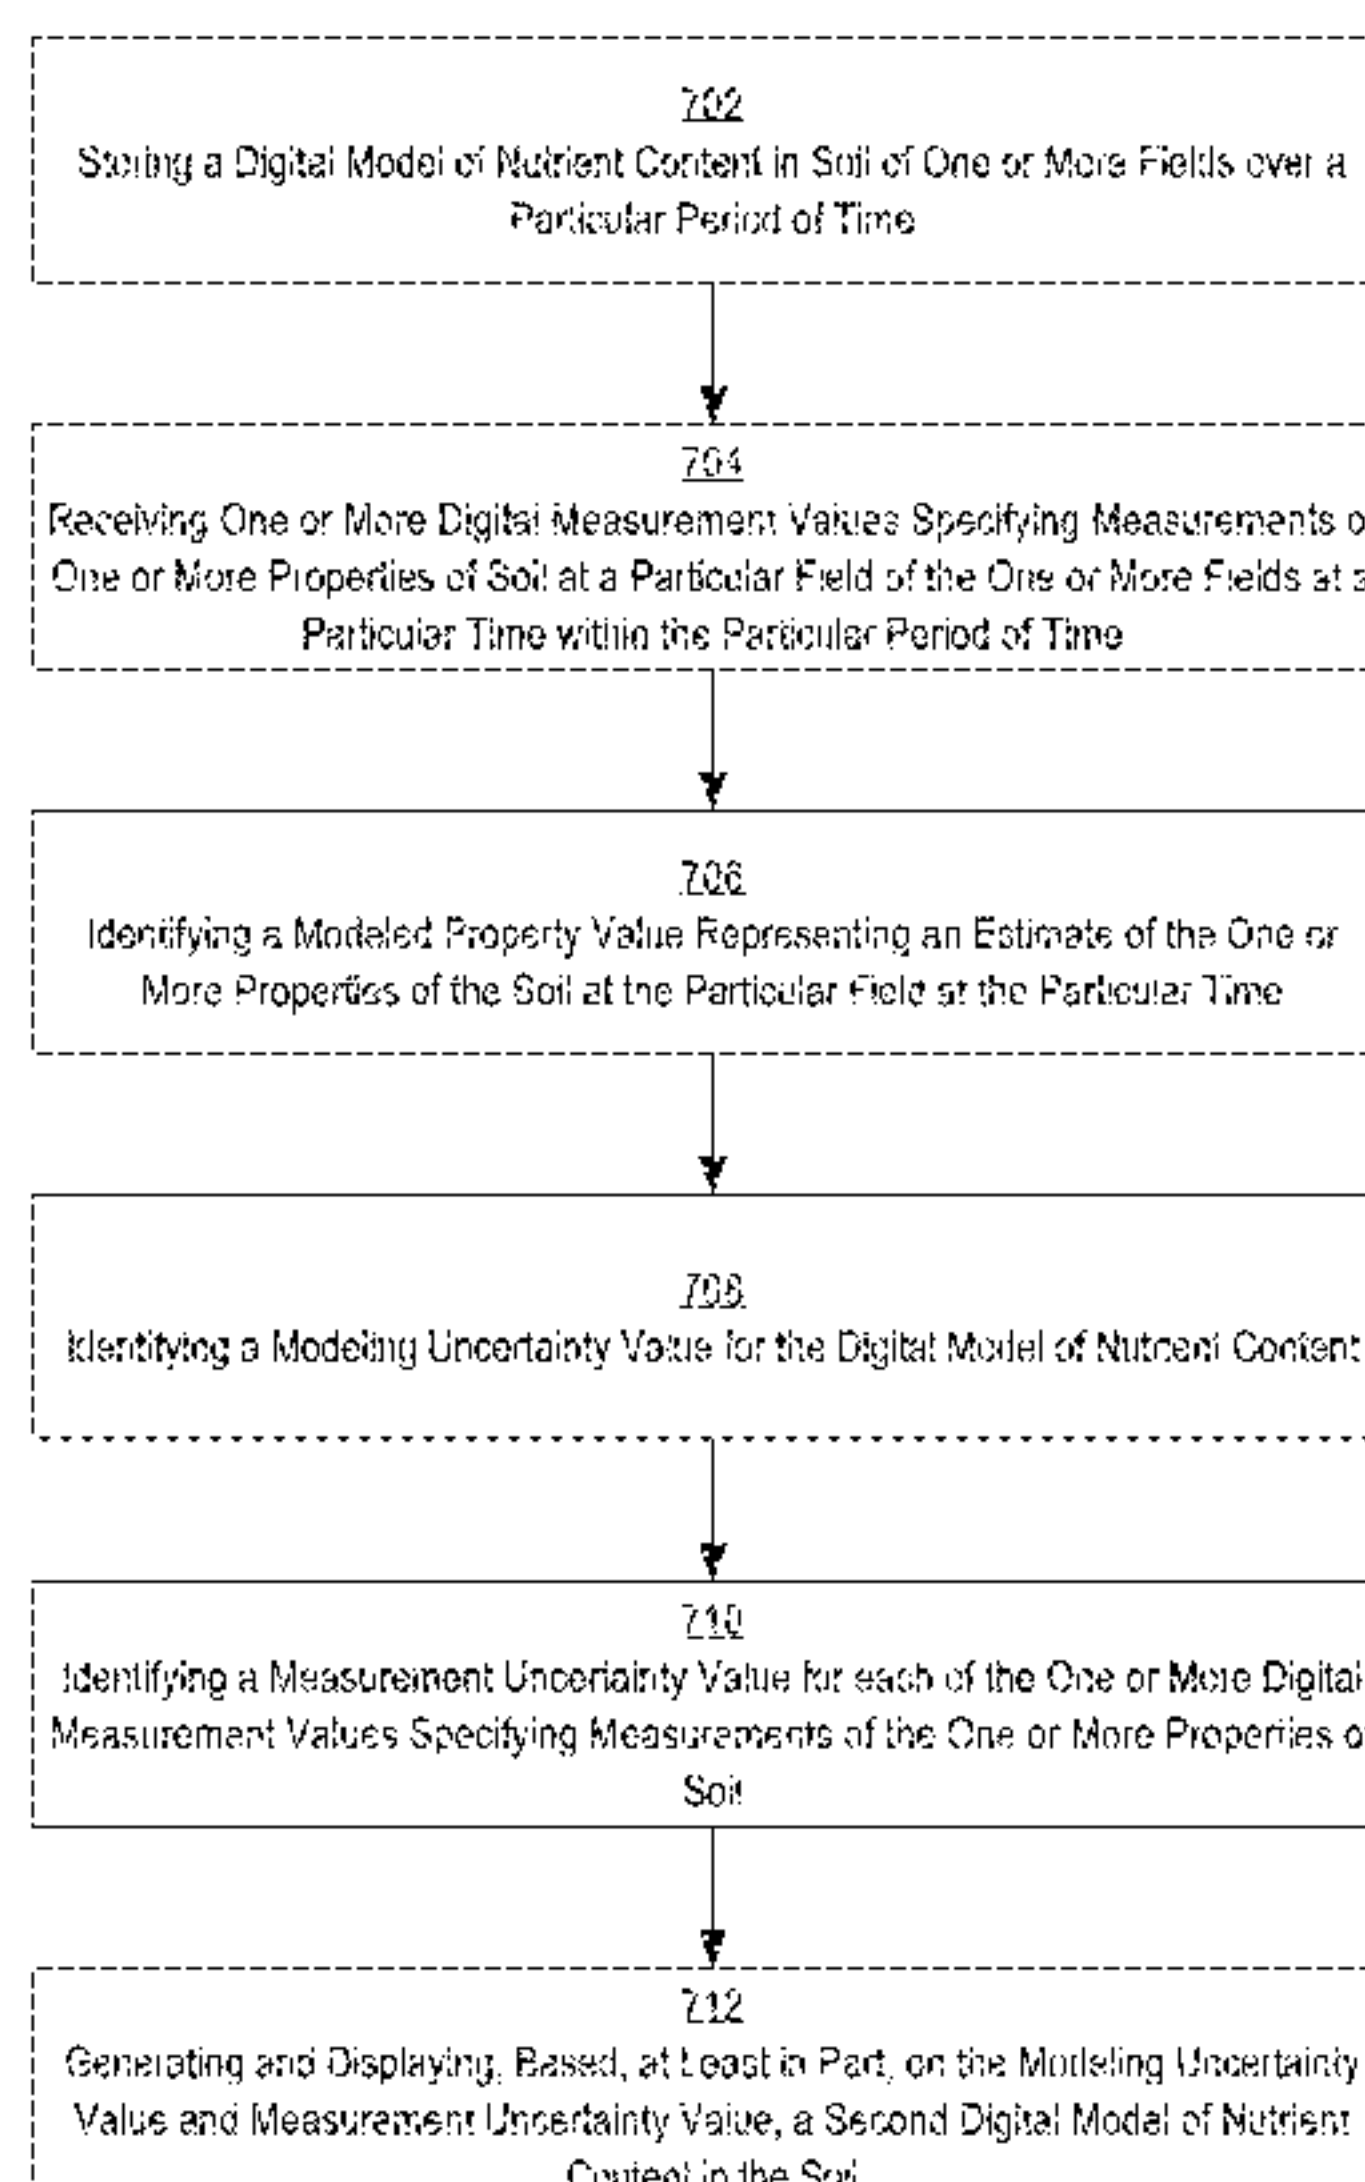 702
Storing a Digital Model of Nutrient Content in Soil of One or More Fields over a
Particular Period of Time
704
Receiving One or More Digital Measurement Values Specifying Measurements o
One or More Properties of Soil at a Particular Field of the One or More Fields at a
Particular Time within the Particular Period of Time
706
Identifying a Modeled Property Value Representing an Estimate of the One or
More Properties of the Soil at the Particular Field at the Particular Time
708
Identifying a Modeling Uncertainty Value for the Digital Model of Nutrient Content
710
Identifying a Measurement Uncertainty Value for each of the One or More Digital
Measurement Values Specifying Measurements of the One or More Properties of
Soil
712
Generating and Displaying, Based, at Least in Part, on the Modeling Uncertainty
Value and Measurement Uncertainty Value, a Second Digital Model of Nutrient
Content in the Soil